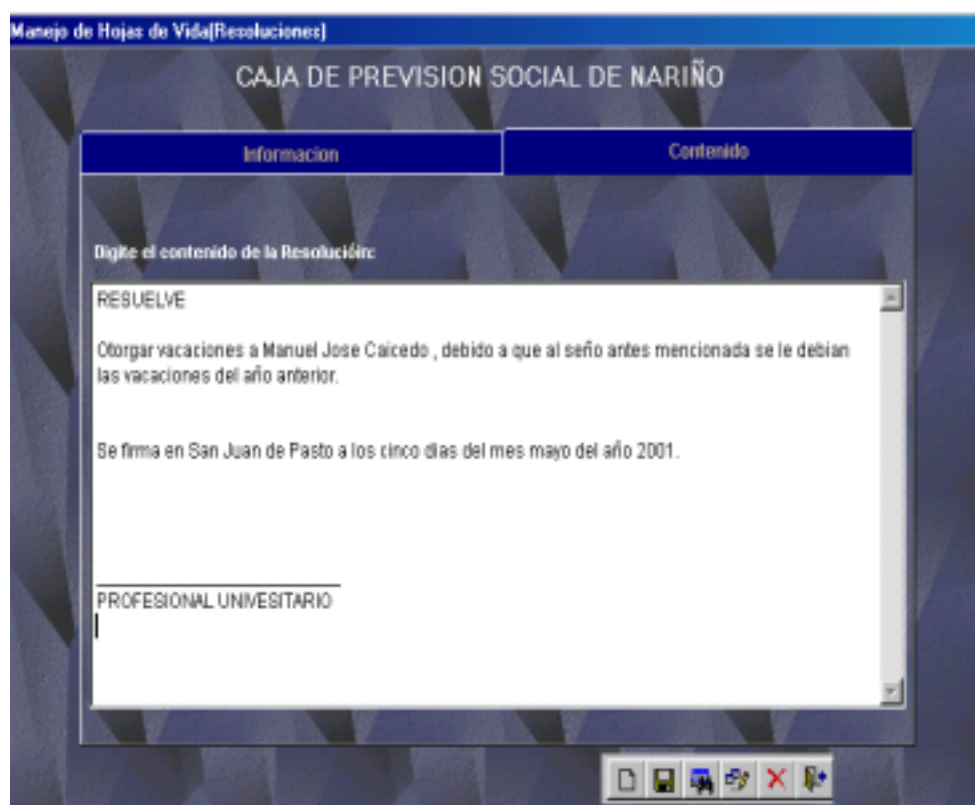 Manejo de Hojas de Vida(Resoluciones)
CAJA DE PREVISION SOCIAL DE NARIÑO
Informacion
Contenido
Digite el contenido de la Resolucióin:
RESUELVE
Otorgar vacaciones a Manuel Jose Caicedo , debido a que al seño antes mencionada se le debian
las vacaciones del año anterior.
Se firma en San Juan de Pasto a los cinco dias del mes mayo del año 2001.
PROFESIONAL UNIVESITARIO